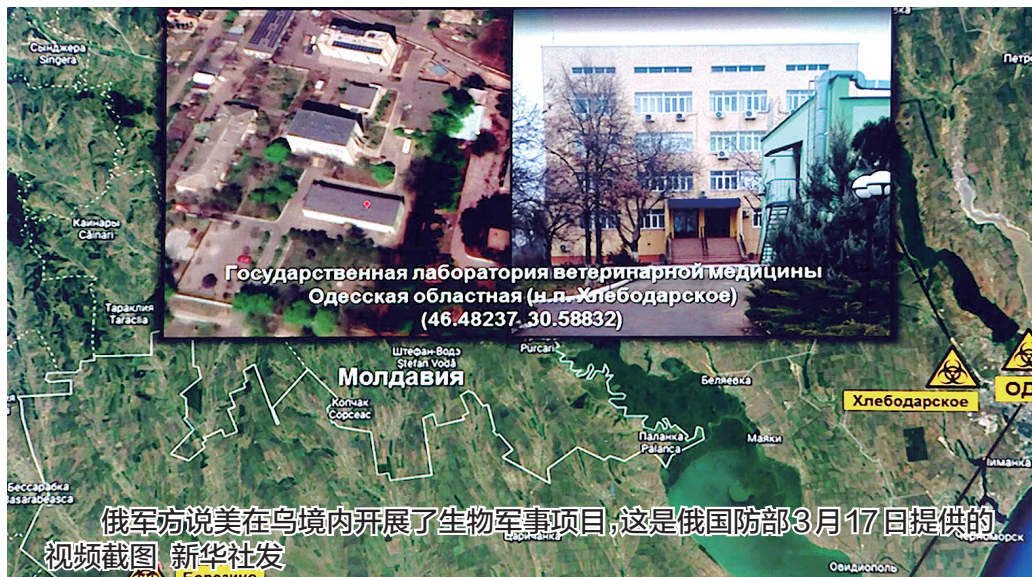 Сынджера
Singera
Государственная лаборатория ветеринарной медицины
Одесская областная (н.п. Хлебодарское)
(46.48237 30.58832)
Каинары
Căinari
Тараклия
Taraclia
Штефан-Водэ
Ștefan Vodă
Purcari
Молдавия
Копчак
Copceac
Беляевка
Хлебодарское
Паланка
Palanca
Маяки
Бессарабка
Basarabeasca
Царичанка
Овидиополь
俄军方说美在乌境内开展了生物军事项目,这是俄国防部3月17日提供的
视频截图 新华社发